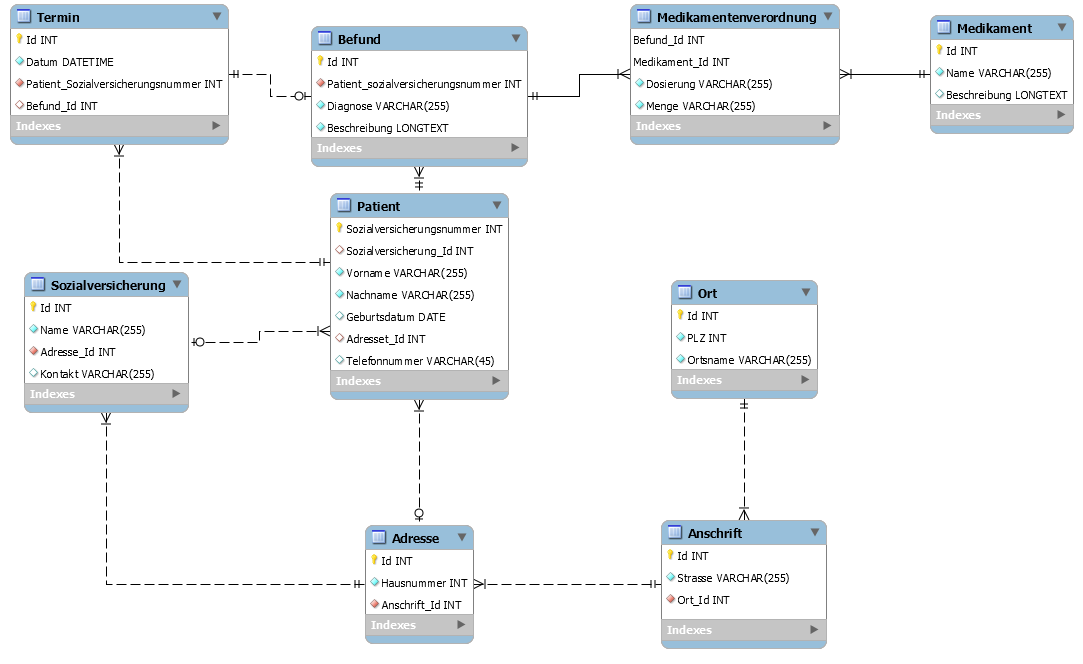 Termin
Id INT
Datum DATETIME
Patient_Sozialversicherungsnummer INT
Befund_Id INT
Indexes
Befund
Id INT
Patient_sozialversicherungsnummer INT
Diagnose VARCHAR(255)
Beschreibung LONGTEXT
Indexes
Medikamentenverordnung
Befund_Id INT
Medikament_Id INT
Dosierung VARCHAR(255)
Menge VARCHAR(255)
Indexes
Medikament
Id INT
Name VARCHAR(255)
Beschreibung LONGTEXT
Indexes
Patient
Sozialversicherungsnummer INT
Sozialversicherung_Id INT
Vorname VARCHAR(255)
Nachname VARCHAR(255)
Geburtsdatum DATE
Adresset_Id INT
Telefonnummer VARCHAR(45)
Indexes
Sozialversicherung
Id INT
Name VARCHAR(255)
Adresse_Id INT
Kontakt VARCHAR(255)
Indexes
Ort
Id INT
PLZ INT
Ortsname VARCHAR(255)
Indexes
Adresse
Id INT
Hausnummer INT
Anschrift_Id INT
Indexes
Anschrift
Id INT
Strasse VARCHAR(255)
Ort_Id INT
Indexes